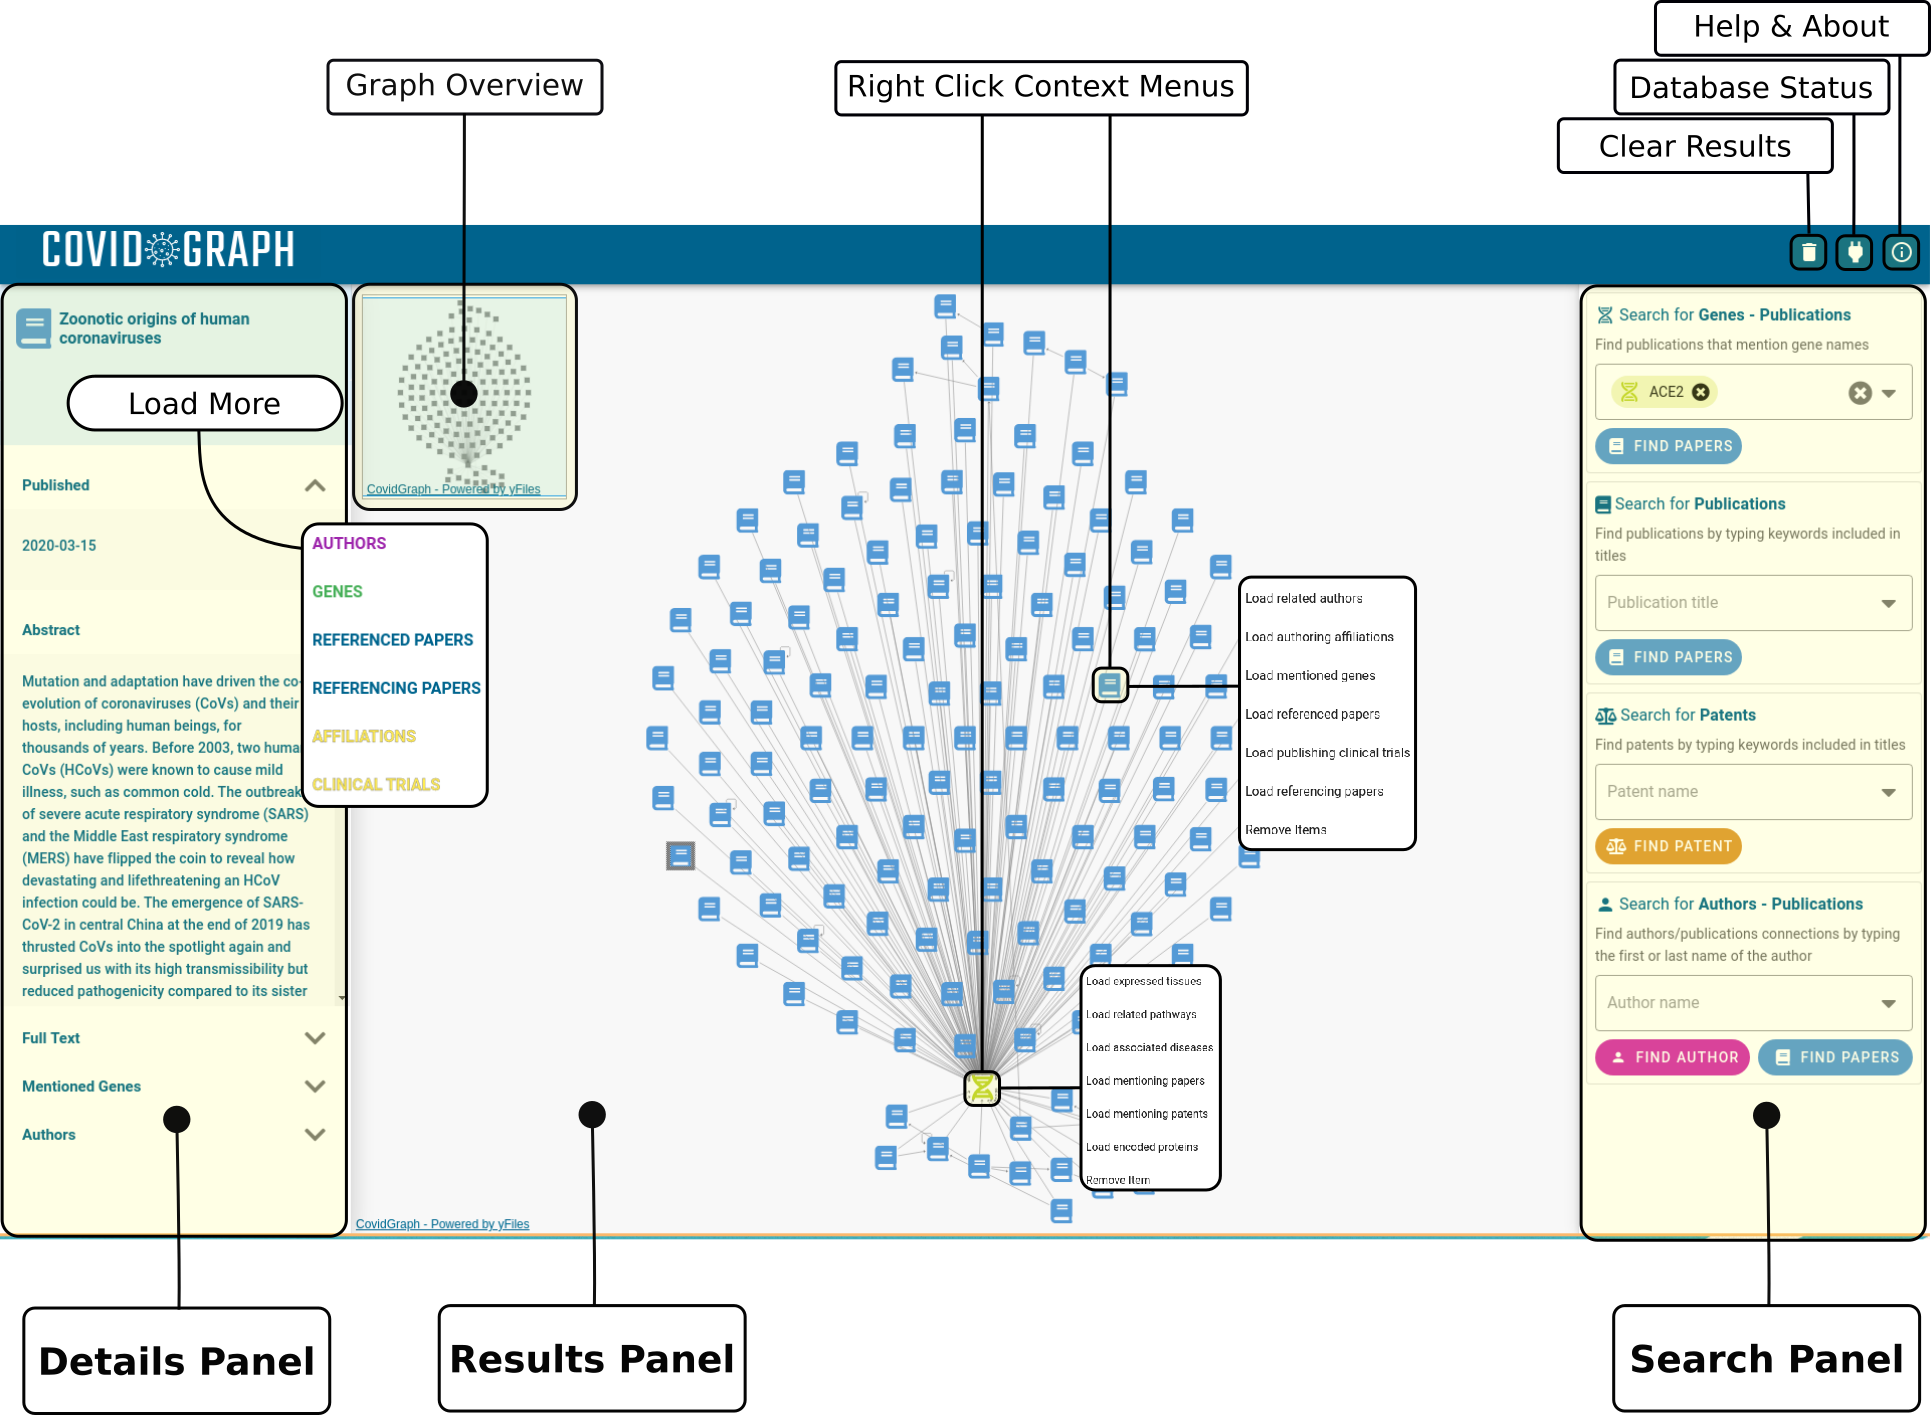 Help & About
Graph Overview
Right Click Context Menus
Database Status
Clear Results
COVID GRAPH
Zoonotic origins of human
coronaviruses
Load More
Published
2020-03-15
Abstract
Mutation and adaptation have driven the co-
evolution of coronaviruses (CoVs) and their
hosts, including human beings, for
thousands of years. Before 2003, two huma
CoVs (HCoVs) were known to cause mild
illness, such as common cold. The outbreak
of severe acute respiratory syndrome (SARS)
and the Middle East respiratory syndrome
(MERS) have flipped the coin to reveal how
devastating and lifethreatening an HCoV
infection could be. The emergence of SARS-
CoV-2 in central China at the end of 2019 has
thrusted CoVs into the spotlight again and
surprised us with its high transmissibility but
reduced pathogenicity compared to its sister
Full Text
Mentioned Genes
Authors
CovidGraph - Powered by yFiles
AUTHORS
GENES
REFERENCED PAPERS
REFERENCING PAPERS
AFFILIATIONS
CLINICAL TRIALS
Load related authors
Load authoring affiliations
Load mentioned genes
Load referenced papers
Load publishing clinical trials
Load referencing papers
Remove Items
Load expressed tissues
Load related pathways
Load associated diseases
Load mentioning papers
Load mentioning patents
Load encoded proteins
Remove Item
CovidGraph - Powered by yFiles
Search for Genes - Publications
Find publications that mention gene names
ACE2
FIND PAPERS
Search for Publications
Find publications by typing keywords included in
titles
Publication title
FIND PAPERS
Search for Patents
Find patents by typing keywords included in titles
Patent name
FIND PATENT
Search for Authors - Publications
Find authors/publications connections by typing
the first or last name of the author
Author name
FIND AUTHOR FIND PAPERS
Details Panel
Results Panel
Search Panel